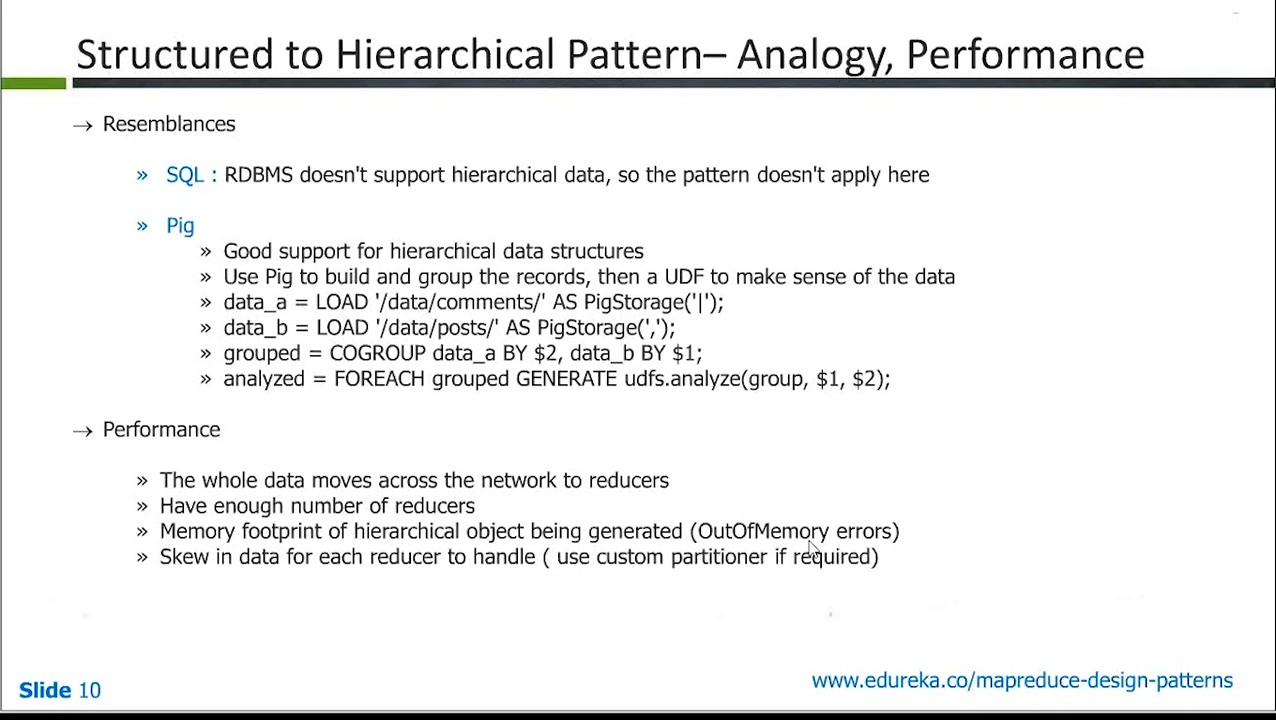 Structured to Hierarchical Pattern– Analogy, Performance
→ Resemblances
» SQL : RDBMS doesn't support hierarchical data, so the pattern doesn't apply here
» Pig
» Good support for hierarchical data structures
» Use Pig to build and group the records, then a UDF to make sense of the data
» data_a = LOAD '/data/comments/' AS PigStorage('|');
» data_b = LOAD '/data/posts/' AS PigStorage(',');
» grouped = COGROUP data_a BY $2, data_b BY $1;
» analyzed = FOREACH grouped GENERATE udfs.analyze(group, $1, $2);
→ Performance
» The whole data moves across the network to reducers
» Have enough number of reducers
» Memory footprint of hierarchical object being generated (OutOfMemory errors)
» Skew in data for each reducer to handle ( use custom partitioner if required)
Slide 10
www.edureka.co/mapreduce-design-patterns